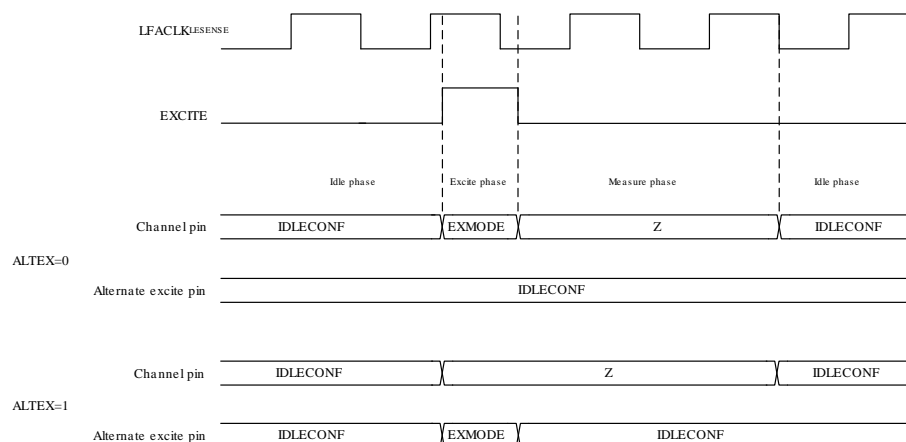 LFACLKLESENSE
EXCITE
Idle phase Excite phase Measure phase Idle phase
Channel pin IDLECONF EXMODE Z IDLECONF
ALTEX=0
Alternate excite pin IDLECONF
Channel pin IDLECONF Z IDLECONF
ALTEX=1
Alternate excite pin IDLECONF EXMODE IDLECONF